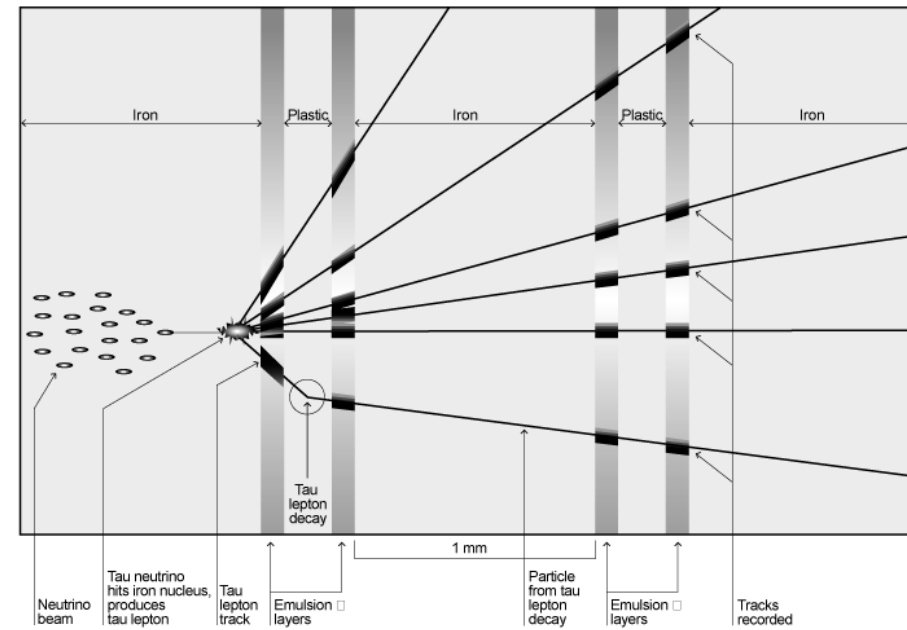 Iron
Plastic
Iron
Plastic
Iron
Tau
lepton
decay
1 mm
Neutrino
beam
Tau neutrino
hits iron nucleus,
produces
tau lepton
Tau
lepton
track
Emulsion □
layers
Particle
from tau
lepton
decay
Emulsion □
layers
Tracks
recorded